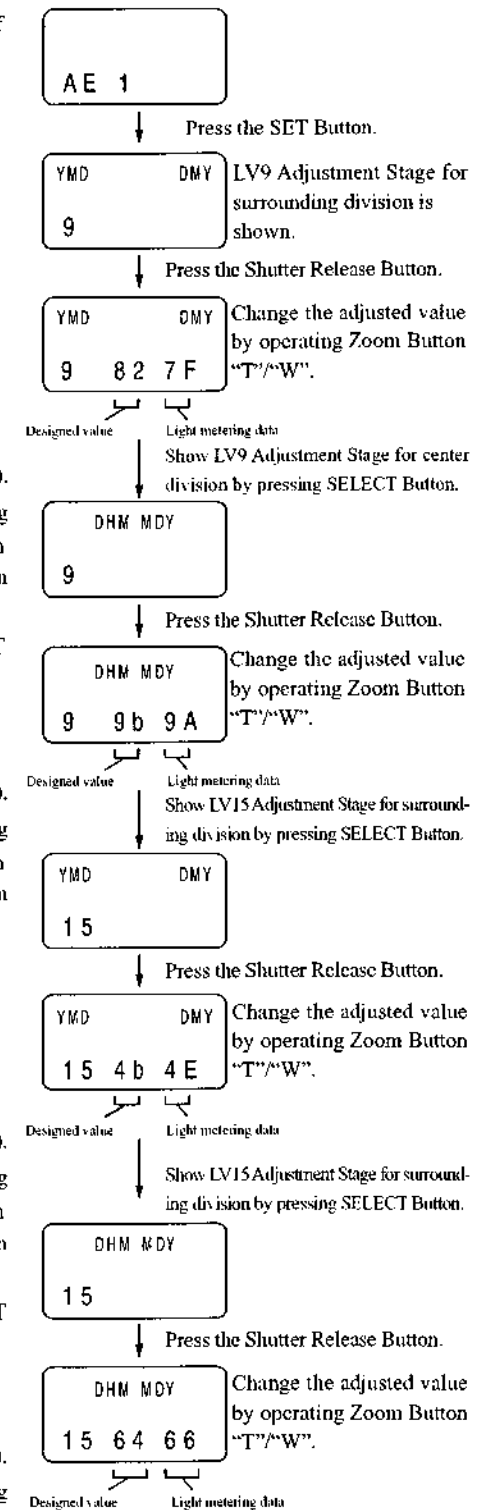 AE 1
Press the SET Button.
YMD DMY
9
LV9 Adjustment Stage for
surrounding division is
shown.
Press the Shutter Release Button.
YMD DMY
9 82 7F
Change the adjusted value
by operating Zoom Button
“T”/“W”.
Designed value Light metering data
Show LV9 Adjustment Stage for center
division by pressing SELECT Button.
DHM MDY
9
Press the Shutter Release Button.
DHM MDY
9 9b 9A
Change the adjusted value
by operating Zoom Button
“T”/“W”.
Designed value Light metering data
Show LV15 Adjustment Stage for surround-
ing division by pressing SELECT Button.
YMD DMY
15
Press the Shutter Release Button.
YMD DMY
15 4b 4E
Change the adjusted value
by operating Zoom Button
“T”/“W”.
Designed value Light metering data
Show LV15 Adjustment Stage for surround-
ing division by pressing SELECT Button.
DHM MDY
15
Press the Shutter Release Button.
DHM MDY
15 64 66
Change the adjusted value
by operating Zoom Button
“T”/“W”.
Designed value Light metering data